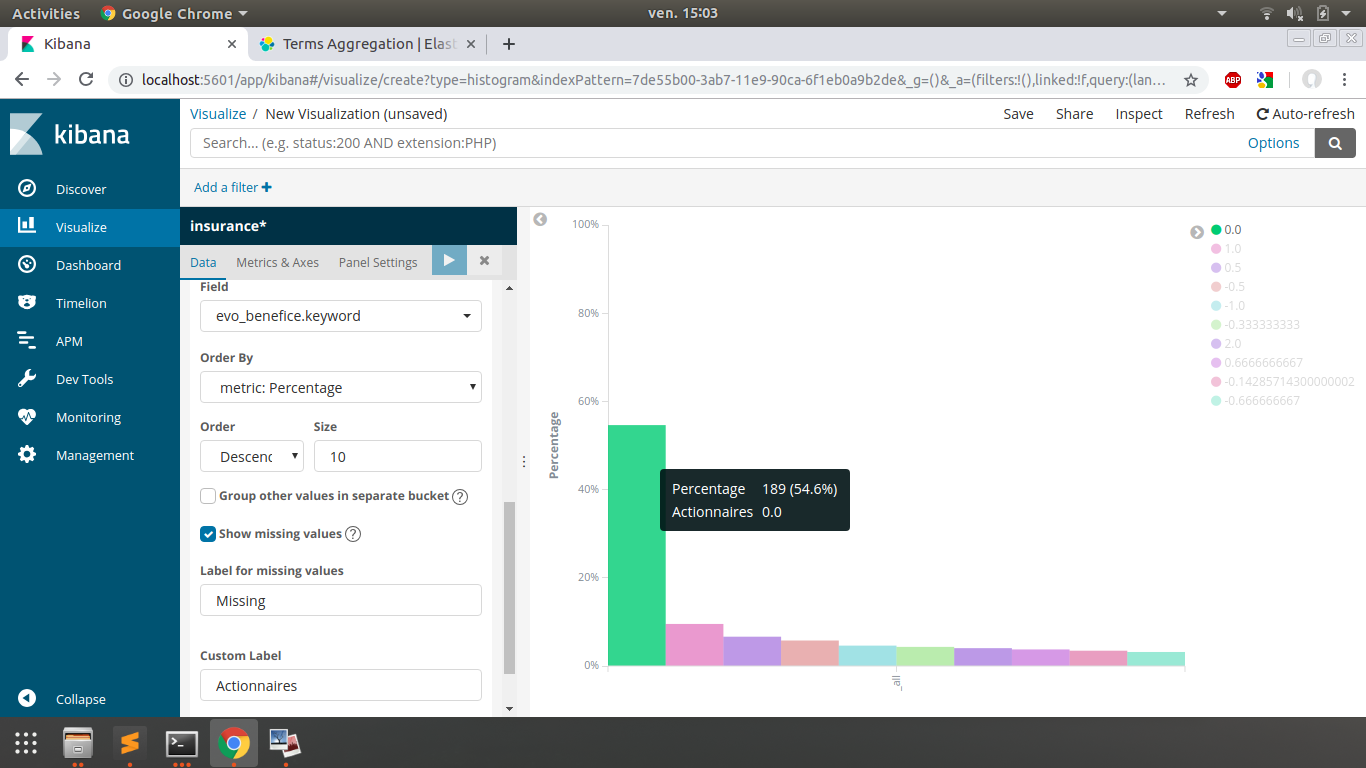 Activities
Google Chrome
ven. 15:03
Kibana
Terms Aggregation | Elast
localhost:5601/app/kibana#/visualize/create?type=histogram&indexPattern=7de55b00-3ab7-11e9-90ca-6f1eb0a9b2de&_g=()&_a=(filters:!(),linked:!f,query:(lan...
ABP
kibana
Discover
Visualize
Dashboard
Timelion
APM
Dev Tools
Monitoring
Management
Collapse
Visualize / New Visualization (unsaved)
Save
Share
Inspect
Refresh
Auto-refresh
Search... (e.g. status:200 AND extension:PHP)
Options
Add a filter +
insurance*
Data
Metrics & Axes
Panel Settings
Field
evo_benefice.keyword
Order By
metric: Percentage
Order
Size
Descenc
10
Group other values in separate bucket ?
Show missing values ?
Label for missing values
Missing
Custom Label
Actionnaires
100%
80%
60%
40%
20%
0%
Percentage
Percentage 189 (54.6%)
Actionnaires 0.0
_all
0.0
1.0
0.5
-0.5
-1.0
-0.333333333
2.0
0.6666666667
-0.14285714300000002
-0.666666667